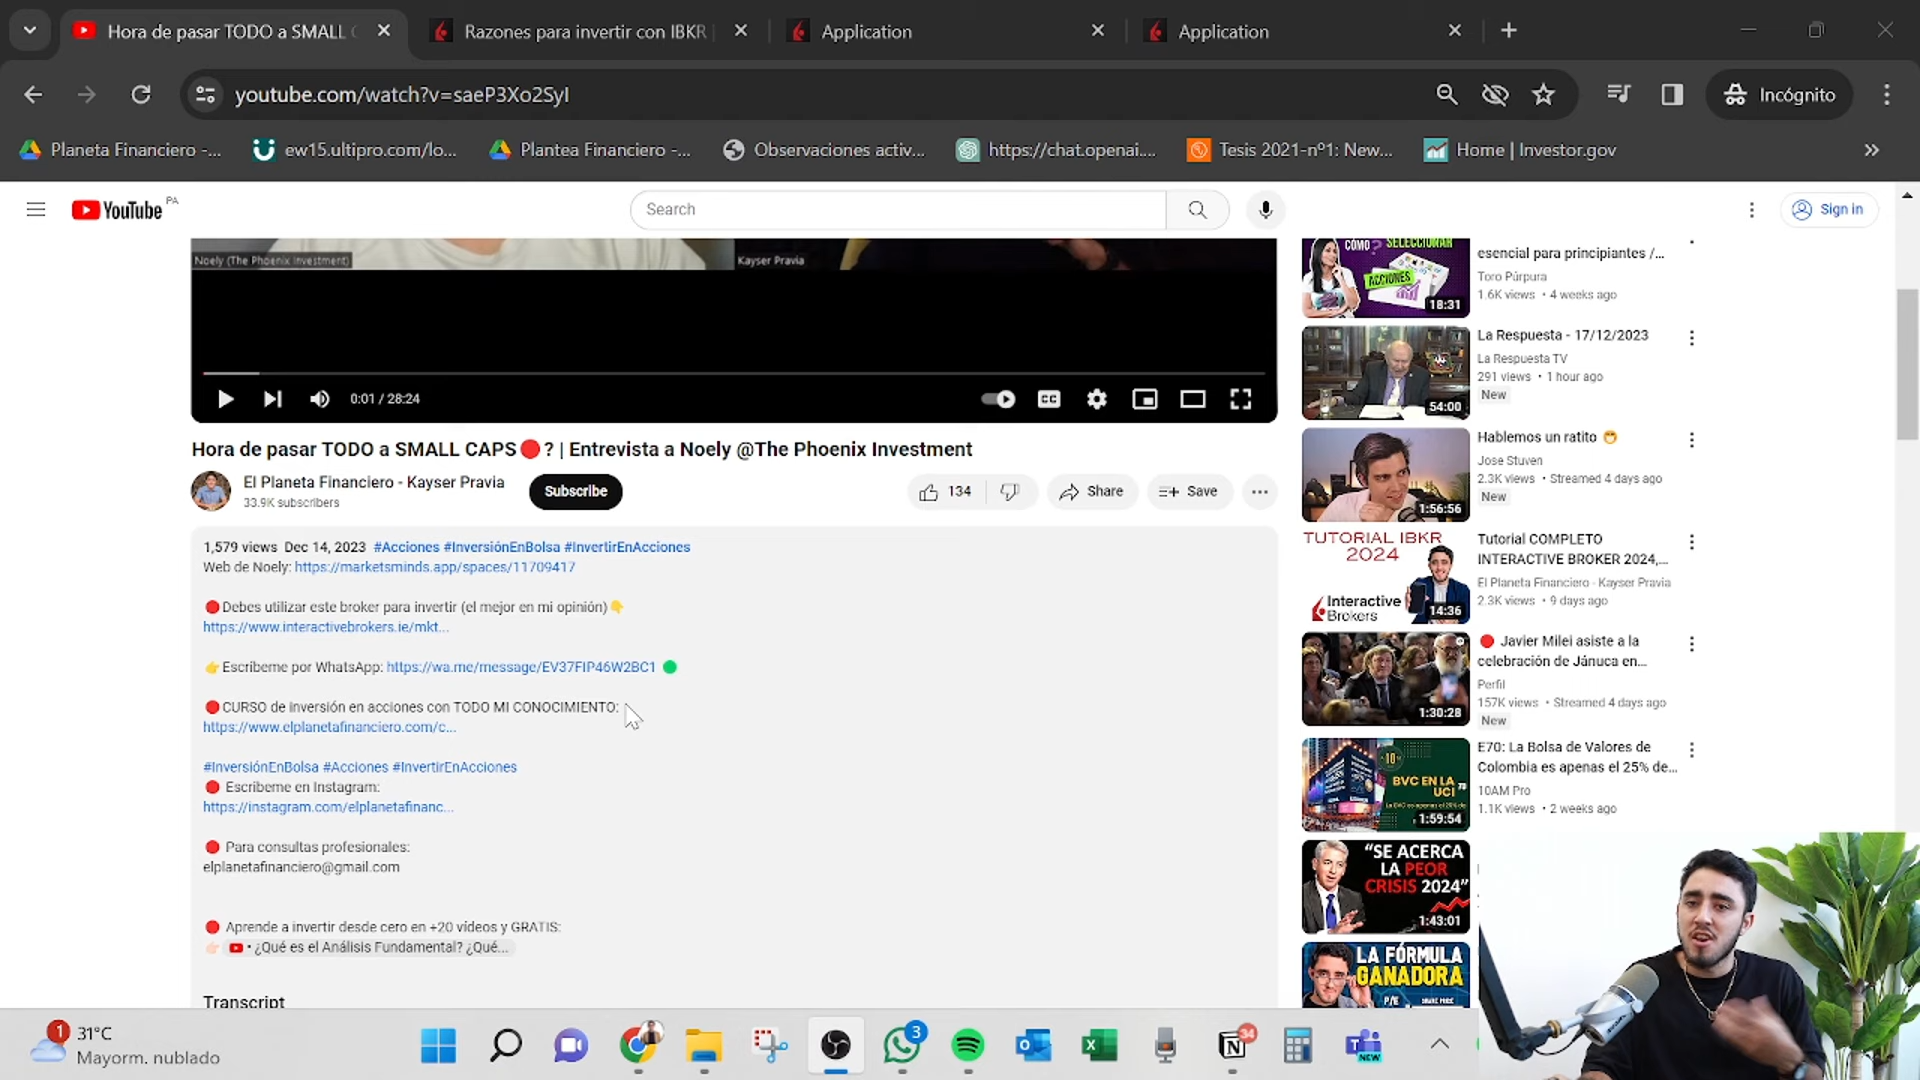 Hora de pasar TODO a SMALL C
Razones para invertir con IBKR
Application
Application
youtube.com/watch?v=saeP3Xo2SyI
Incógnito
Planeta Financiero -...
ew15.ultipro.com/lo...
Plantea Financiero -...
Observaciones activ...
https://chat.openai....
Tesis 2021-nº1: New...
Home | Investor.gov
YouTube PA
Search
Sign in
Noely (The Phoenix Investment)
Kayser Pravia
0:01 / 28:24
CC
Hora de pasar TODO a SMALL CAPS🔴? | Entrevista a Noely @The Phoenix Investment
El Planeta Financiero - Kayser Pravia
33.9K subscribers
Subscribe
134
Share
Save
1,579 views Dec 14, 2023 #Acciones #InversiónEnBolsa #InvertirEnAcciones
Web de Noely: https://marketsminds.app/spaces/11709417
🔴Debes utilizar este broker para invertir (el mejor en mi opinión)👇
https://www.interactivebrokers.ie/mkt...
👉Escríbeme por WhatsApp: https://wa.me/message/EV37FIP46W2BC1 🟢
🔴CURSO de inversión en acciones con TODO MI CONOCIMIENTO:
https://www.elplanetafinanciero.com/c...
#InversiónEnBolsa #Acciones #InvertirEnAcciones
🔴 Escríbeme en Instagram:
https://instagram.com/elplanetafinanc...
🔴 Para consultas profesionales:
elplanetafinanciero@gmail.com
🔴 Aprende a invertir desde cero en +20 vídeos y GRATIS:
👉🏻 • ¿Qué es el Análisis Fundamental? ¿Qué...
Transcript
CÓMO? SELECCIONAR
ACCIONES
18:31
esencial para principiantes /...
Toro Púrpura
1.6K views • 4 weeks ago
54:00
La Respuesta - 17/12/2023
La Respuesta TV
291 views • 1 hour ago
New
1:56:56
Hablemos un ratito 😁
Jose Stuven
2.3K views • Streamed 4 days ago
New
TUTORIAL IBKR
2024
Interactive
Brokers
14:36
Tutorial COMPLETO
INTERACTIVE BROKER 2024,...
El Planeta Financiero - Kayser Pravia
2.3K views • 9 days ago
1:30:28
🔴 Javier Milei asiste a la
celebración de Jánuca en...
Perfil
157K views • Streamed 4 days ago
New
10
BVC EN LA
UCI
1:59:54
E70: La Bolsa de Valores de
Colombia es apenas el 25% de...
10AM Pro
1.1K views • 2 weeks ago
"SE ACERCA
LA PEOR
CRISIS 2024"
1:43:01
LA FÓRMULA
GANADORA
P/E
1
31°C
Mayorm. nublado
3
34
NEW